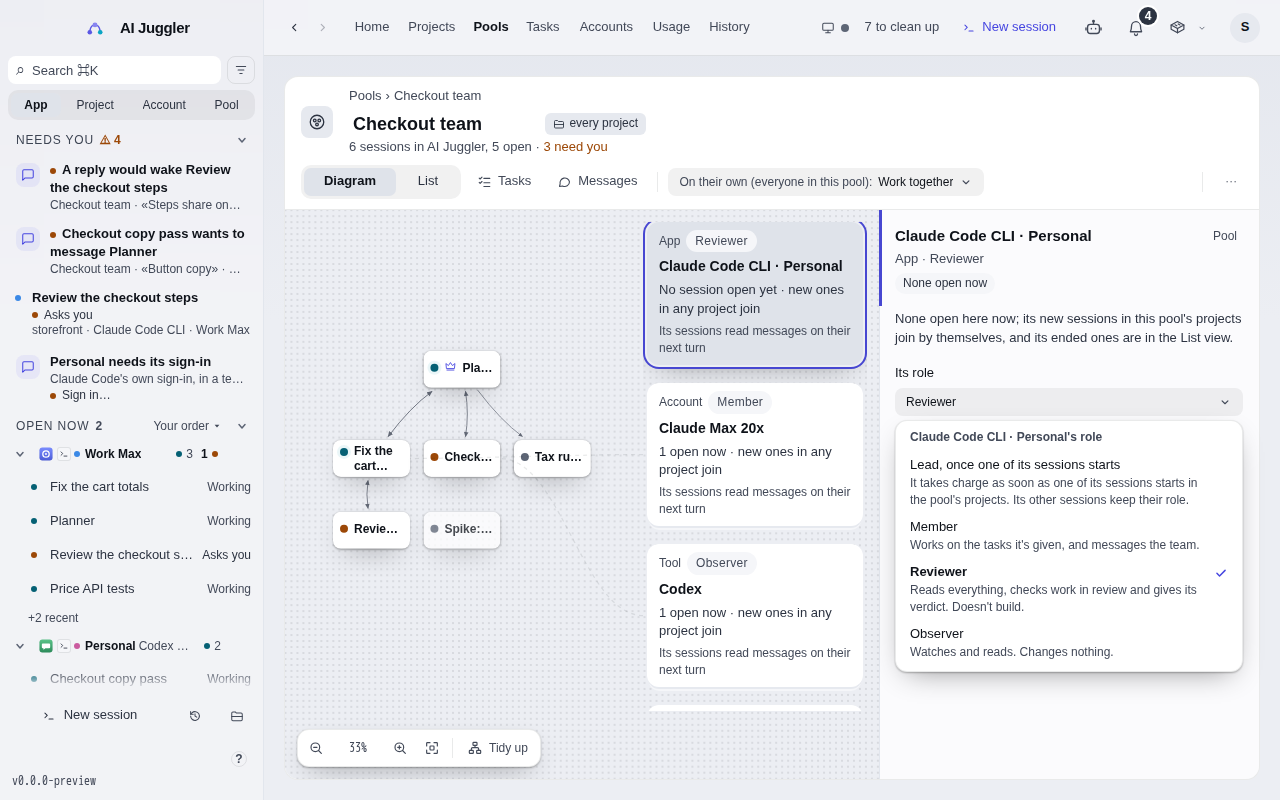 AI Juggler
Search ⌘K
App Project Account Pool
NEEDS YOU 4
A reply would wake Review the checkout steps
Checkout team · «Steps share on…
Checkout copy pass wants to message Planner
Checkout team · «Button copy» · …
Review the checkout steps
Asks you
storefront · Claude Code CLI · Work Max
Personal needs its sign-in
Claude Code's own sign-in, in a te…
Sign in…
OPEN NOW 2 Your order
Work Max 3 1
Fix the cart totals Working
Planner Working
Review the checkout s… Asks you
Price API tests Working
+2 recent
Personal Codex … 2
Checkout copy pass Working
New session
?
v0.0.0-preview
Home Projects Pools Tasks Accounts Usage History
7 to clean up
New session
4
S
Pools › Checkout team
Checkout team every project
6 sessions in AI Juggler, 5 open · 3 need you
Diagram List Tasks Messages
On their own (everyone in this pool): Work together
Pla…
Fix the cart…
Check…
Tax ru…
Revie…
Spike:…
App Reviewer
Claude Code CLI · Personal
No session open yet · new ones
in any project join
Its sessions read messages on their
next turn
Account Member
Claude Max 20x
1 open now · new ones in any
project join
Its sessions read messages on their
next turn
Tool Observer
Codex
1 open now · new ones in any
project join
Its sessions read messages on their
next turn
33%
Tidy up
Claude Code CLI · Personal Pool
App · Reviewer
None open now
None open here now; its new sessions in this pool's projects
join by themselves, and its ended ones are in the List view.
Its role
Reviewer
Claude Code CLI · Personal's role
Lead, once one of its sessions starts
It takes charge as soon as one of its sessions starts in
the pool's projects. Its other sessions keep their role.
Member
Works on the tasks it's given, and messages the team.
Reviewer
Reads everything, checks work in review and gives its
verdict. Doesn't build.
Observer
Watches and reads. Changes nothing.